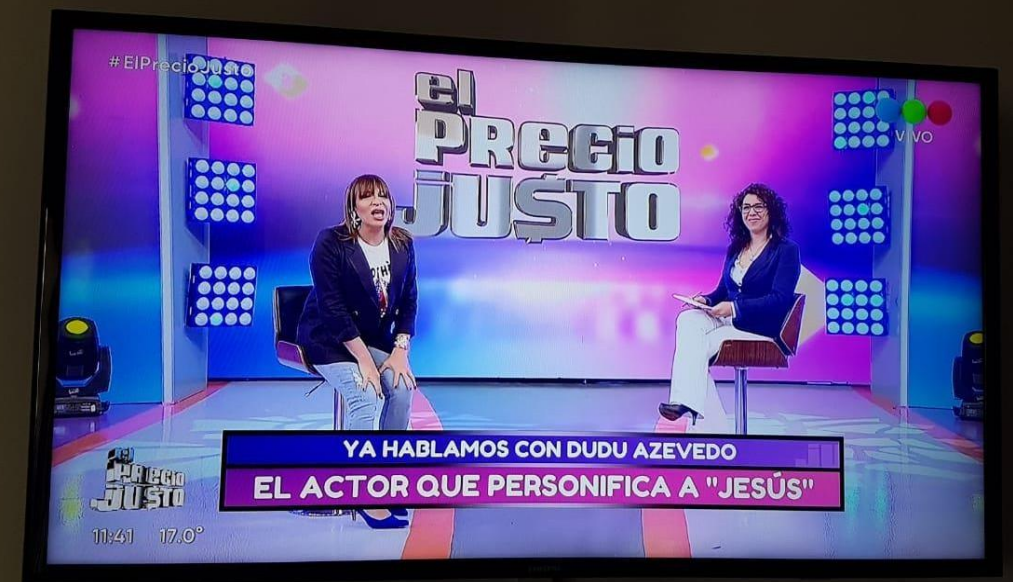 #ElPrecioJusto
el
PRECIO
JUSTO
VIVO
YA HABLAMOS CON DUDU AZEVEDO
EL ACTOR QUE PERSONIFICA A "JESÚS"
el
PRECIO
JUSTO
11:41 17.0°